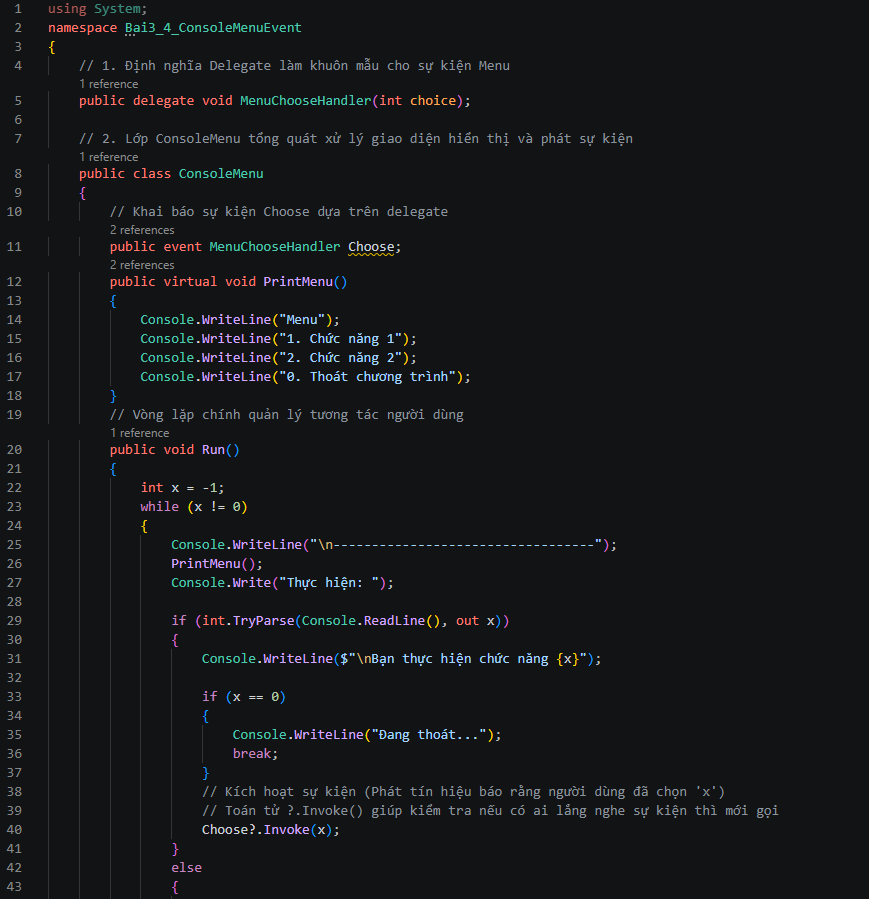 1 using System;
2 namespace Bai3_4_ConsoleMenuEvent
3 {
4 // 1. Định nghĩa Delegate làm khuôn mẫu cho sự kiện Menu
1 reference
5 public delegate void MenuChooseHandler(int choice);
6
7 // 2. Lớp ConsoleMenu tổng quát xử lý giao diện hiển thị và phát sự kiện
1 reference
8 public class ConsoleMenu
9 {
10 // Khai báo sự kiện Choose dựa trên delegate
2 references
11 public event MenuChooseHandler Choose;
2 references
12 public virtual void PrintMenu()
13 {
14 Console.WriteLine("Menu");
15 Console.WriteLine("1. Chức năng 1");
16 Console.WriteLine("2. Chức năng 2");
17 Console.WriteLine("0. Thoát chương trình");
18 }
19 // Vòng lặp chính quản lý tương tác người dùng
1 reference
20 public void Run()
21 {
22 int x = -1;
23 while (x != 0)
24 {
25 Console.WriteLine("\n----------------------------------");
26 PrintMenu();
27 Console.Write("Thực hiện: ");
28
29 if (int.TryParse(Console.ReadLine(), out x))
30 {
31 Console.WriteLine($"\nBạn thực hiện chức năng {x}");
32
33 if (x == 0)
34 {
35 Console.WriteLine("Đang thoát...");
36 break;
37 }
38 // Kích hoạt sự kiện (Phát tín hiệu báo rằng người dùng đã chọn 'x')
39 // Toán tử ?.Invoke() giúp kiểm tra nếu có ai lắng nghe sự kiện thì mới gọi
40 Choose?.Invoke(x);
41 }
42 else
43 {